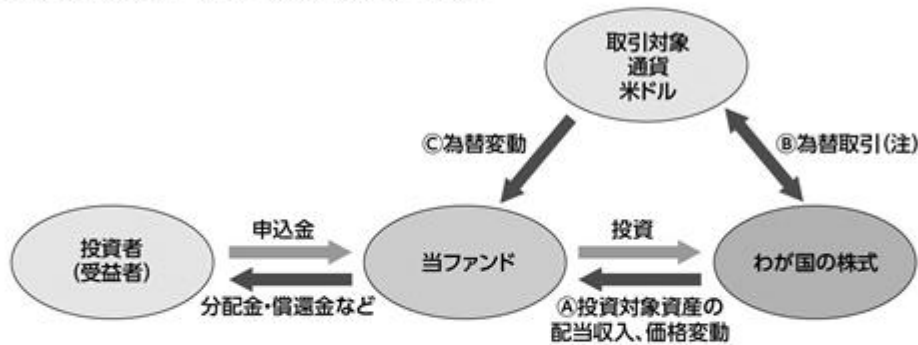 取引対象
通貨
米ドル
Ⓒ為替変動
Ⓑ為替取引(注)
投資者
(受益者)
申込金
分配金・償還金など
当ファンド
投資
Ⓐ投資対象資産の
配当収入、価格変動
わが国の株式